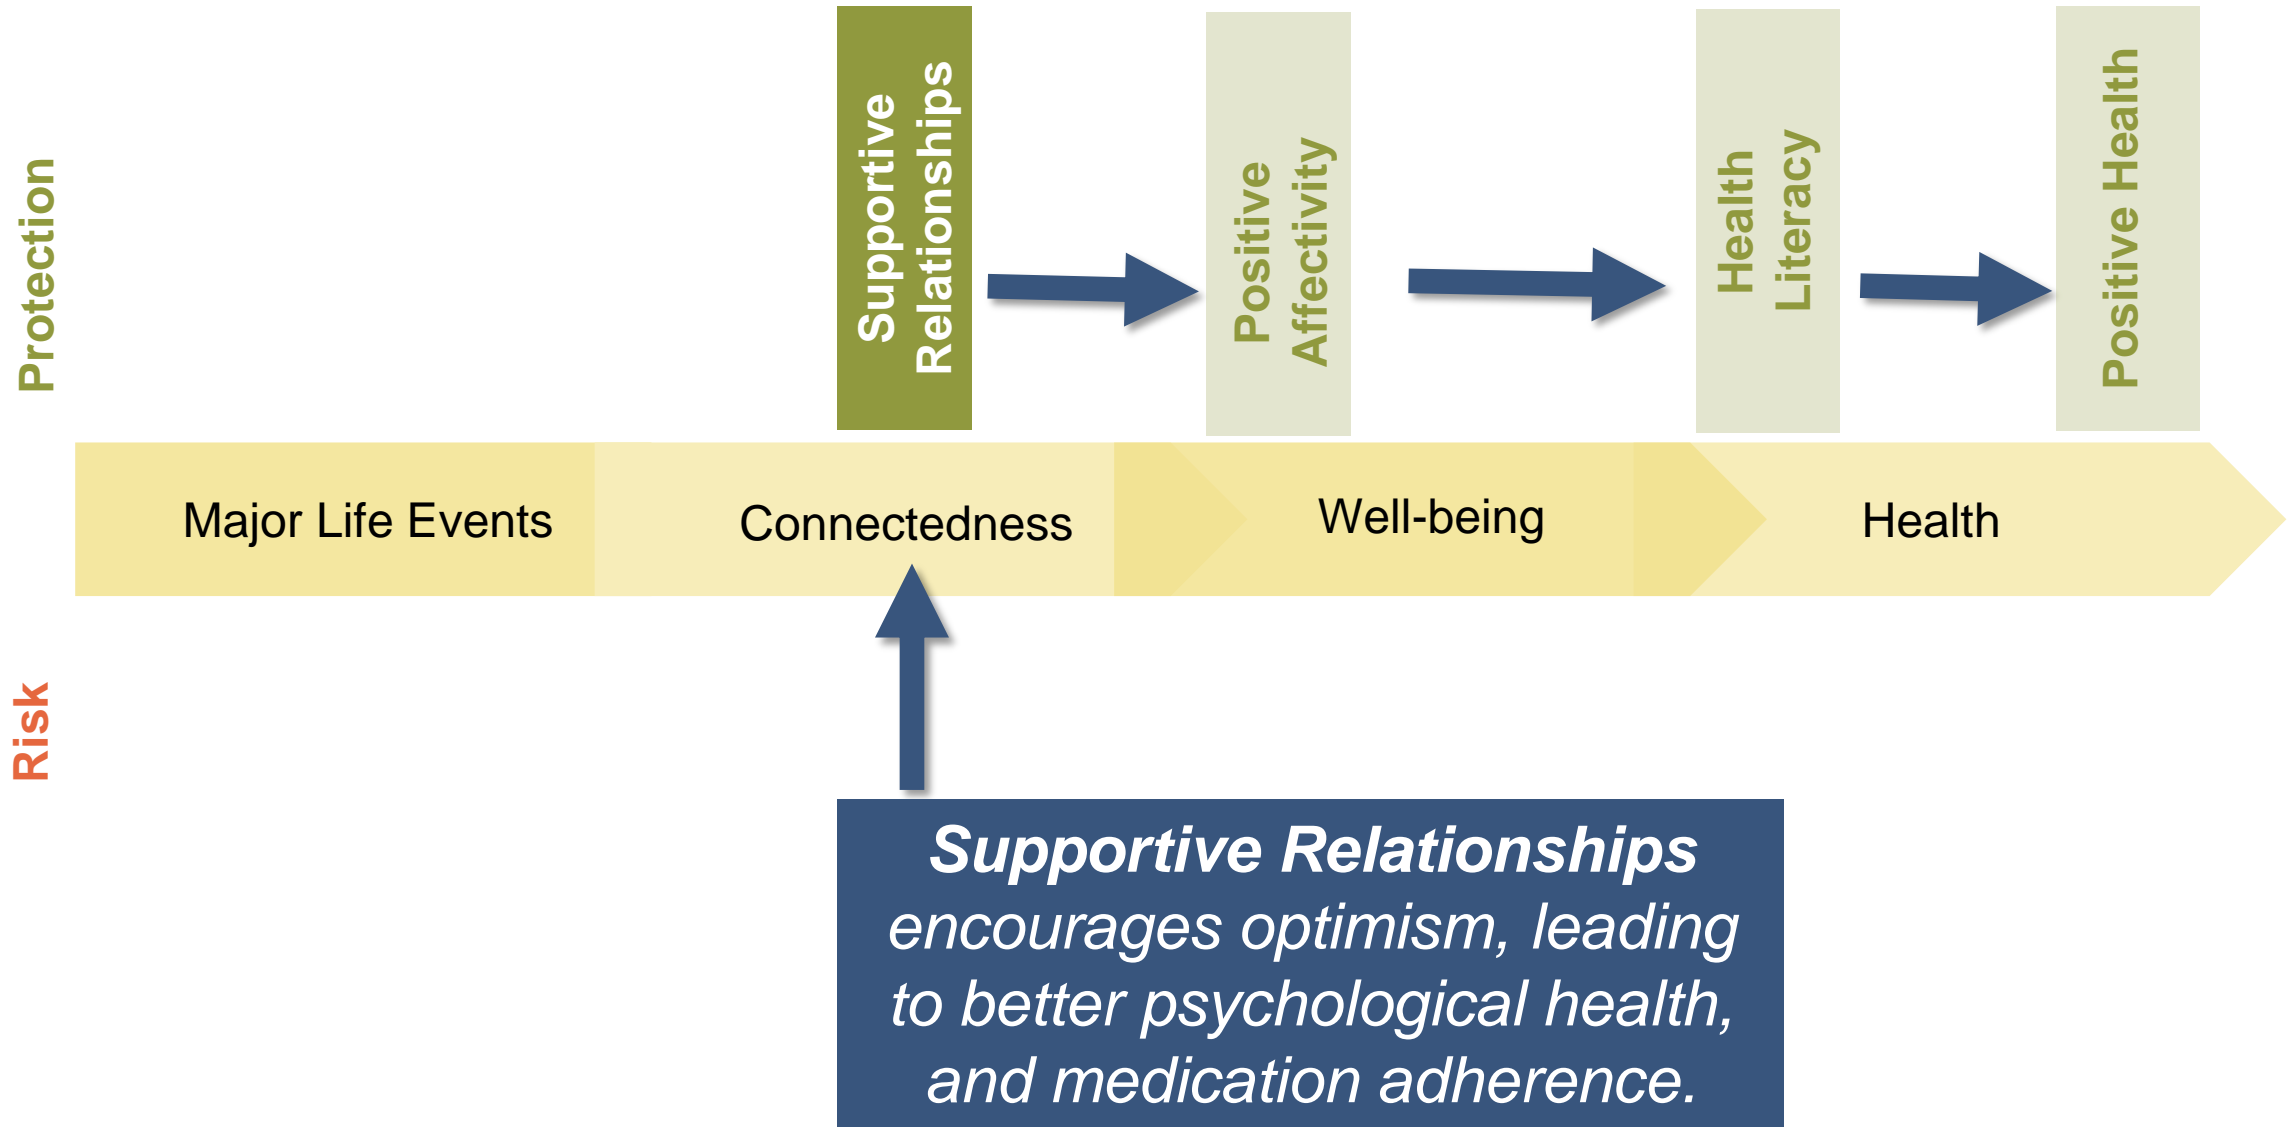 Protection
Supportive
Relationships
Positive
Affectivity
Health
Literacy
Positive Health
Major Life Events
Connectedness
Well-being
Health
Risk
Supportive Relationships
encourages optimism, leading
to better psychological health,
and medication adherence.